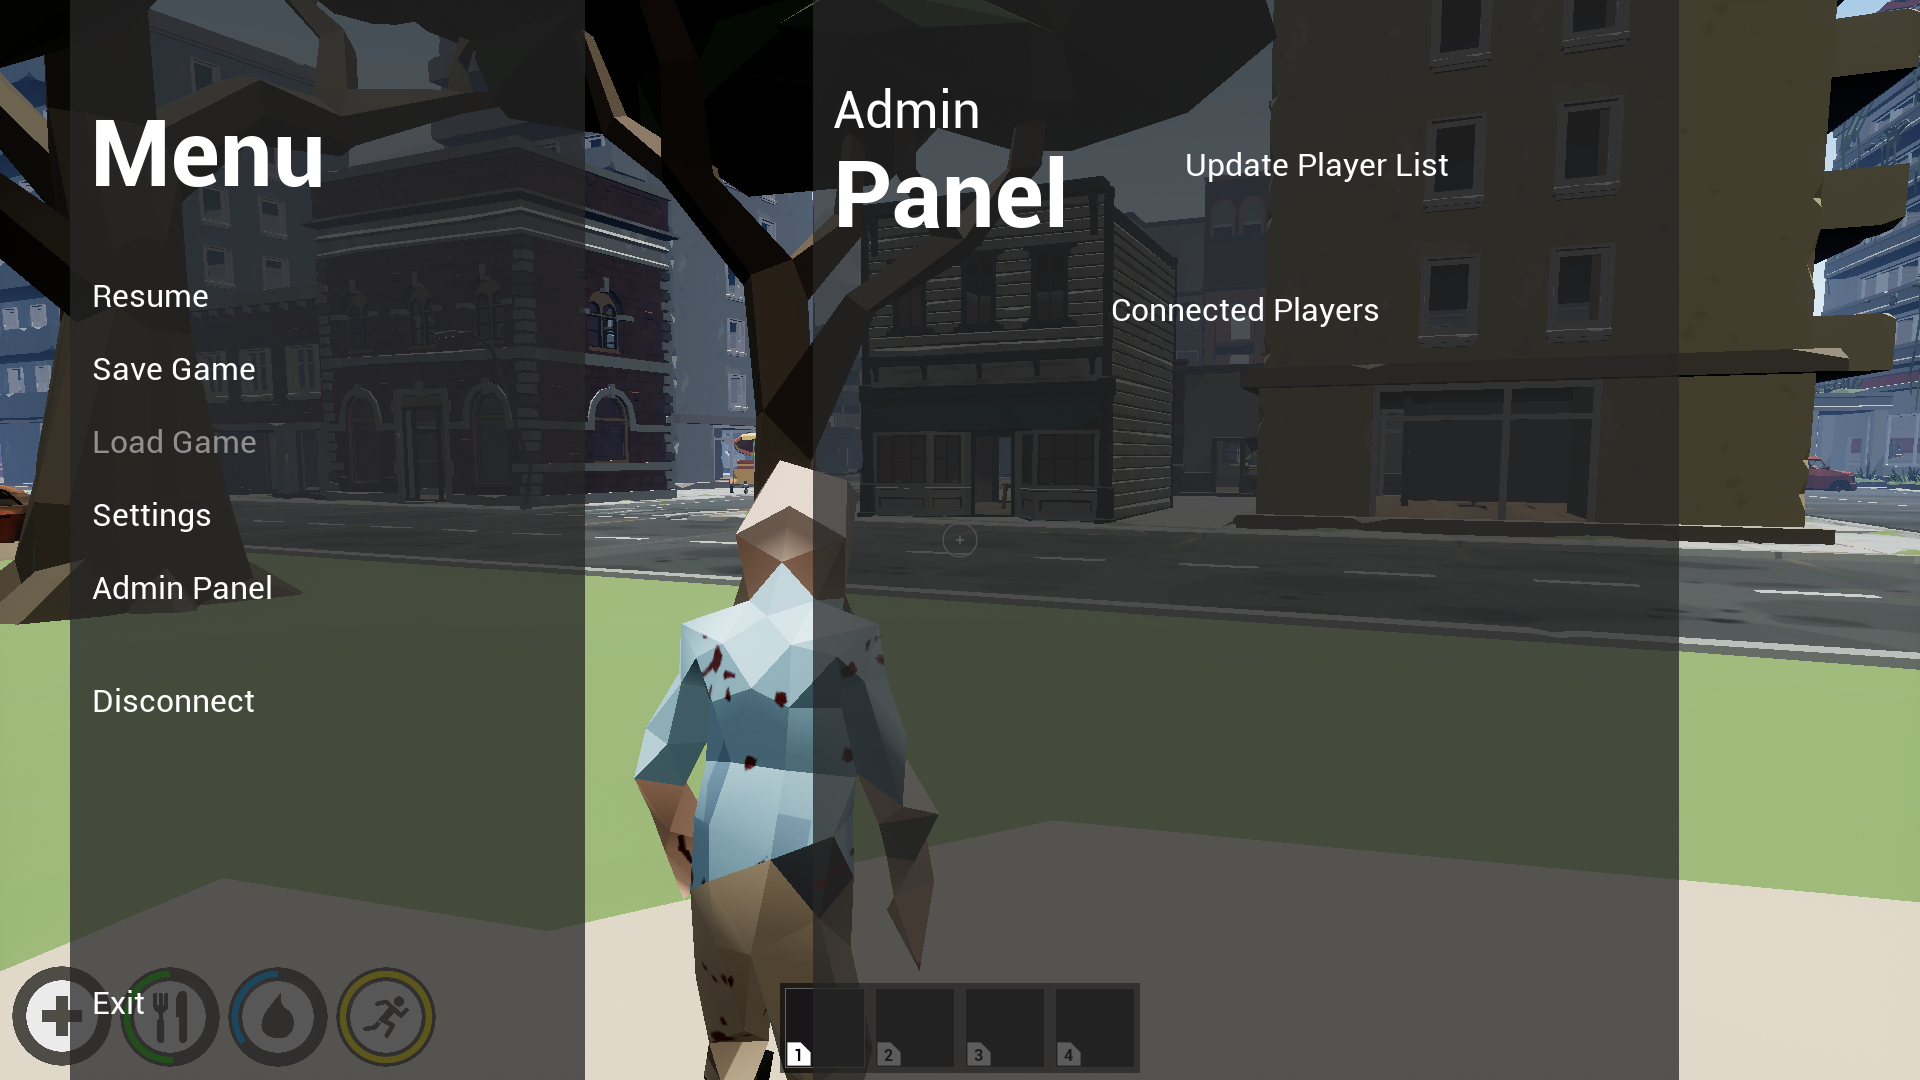 Menu
Resume
Save Game
Load Game
Settings
Admin Panel
Disconnect
Exit
Admin
Panel
Update Player List
Connected Players
1
2
3
4